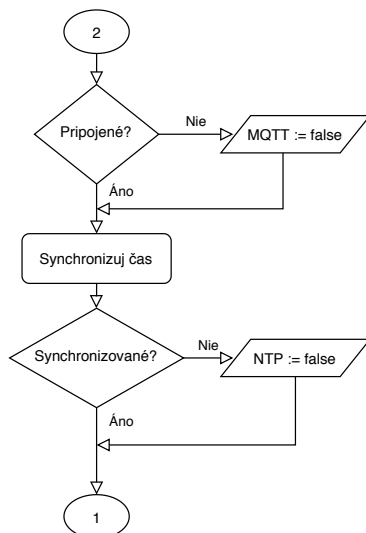 2
Pripojené?
Nie
MQTT := false
Áno
Synchronizuj čas
Synchronizované?
Nie
NTP := false
Áno
1